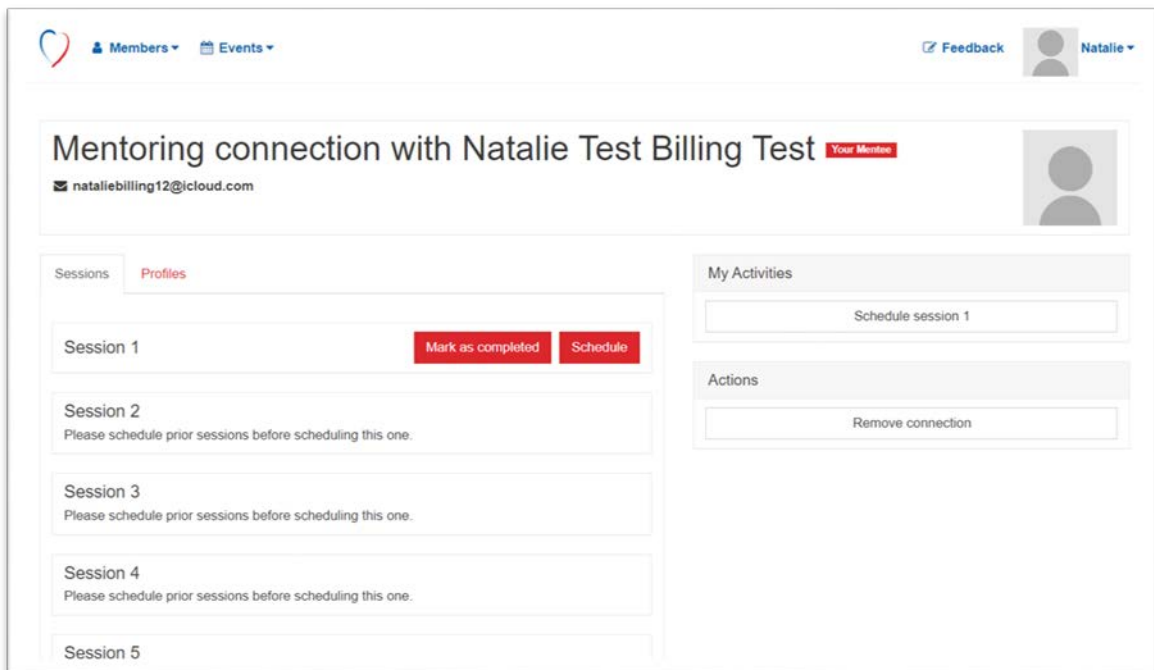 Members Events Feedback Natalie
Mentoring connection with Natalie Test Billing Test Your Mentee
nataliebilling12@icloud.com
Sessions Profiles
Session 1 Mark as completed Schedule
Session 2
Please schedule prior sessions before scheduling this one.
Session 3
Please schedule prior sessions before scheduling this one.
Session 4
Please schedule prior sessions before scheduling this one.
Session 5
My Activities
Schedule session 1
Actions
Remove connection